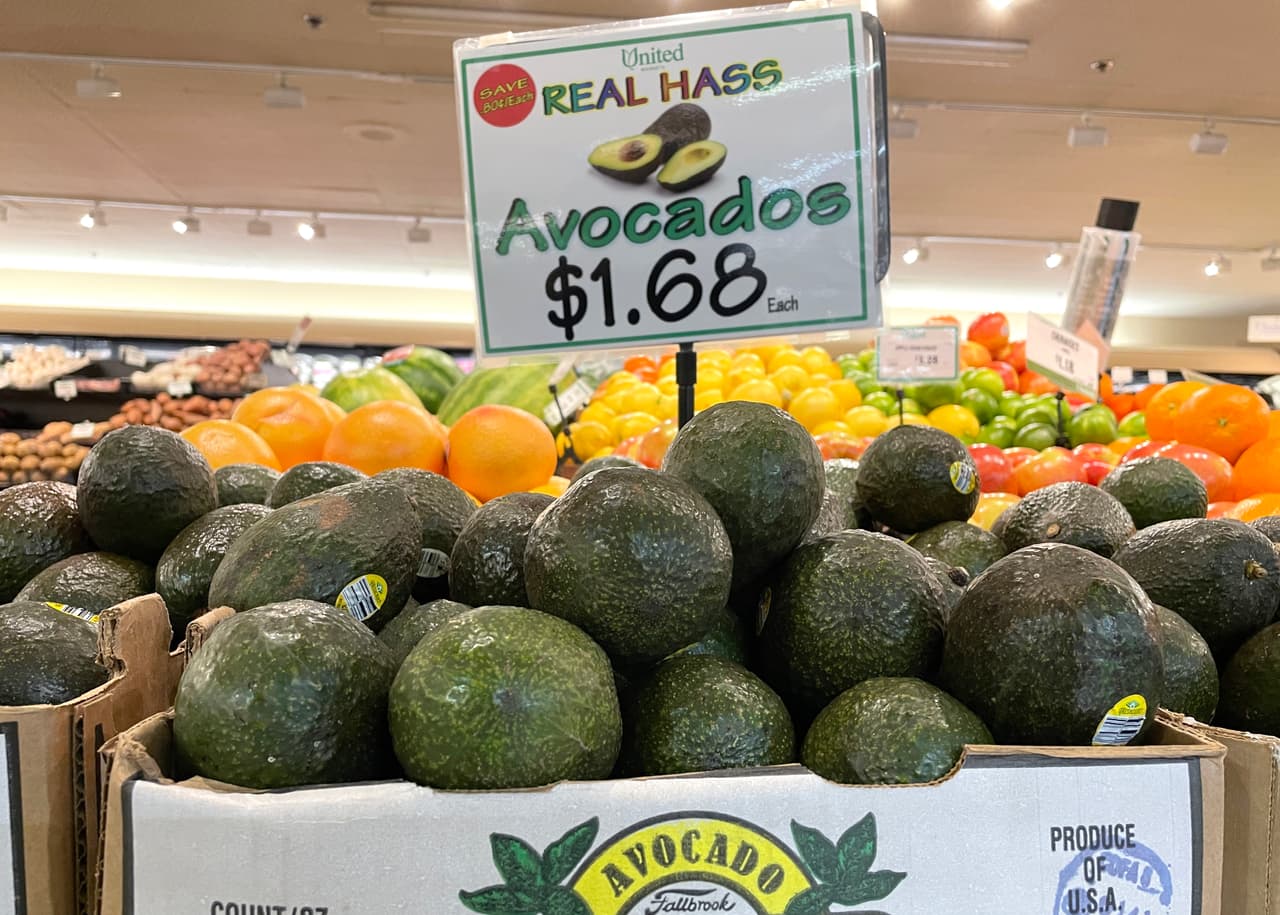 United
SAVE
.80¢/Each
REAL HASS
Avocados
$1.68
Each
AVOCADO
Fallbrook
PRODUCE
OF
U.S.A.